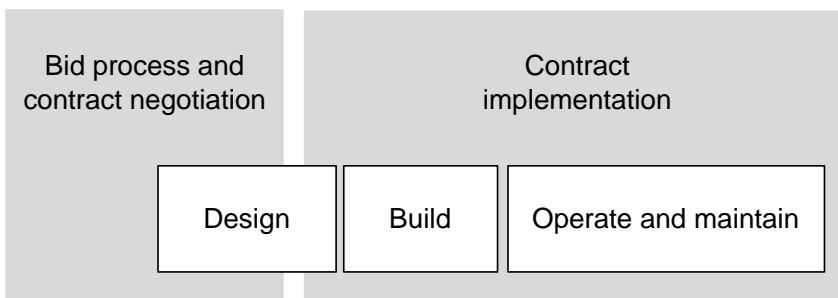 Bid process and
contract negotiation
Contract
implementation
Design
Build
Operate and maintain